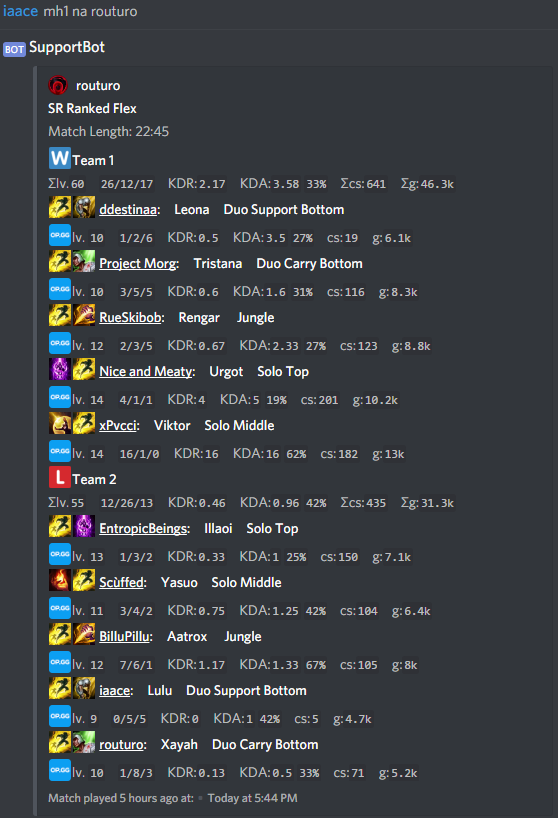 iaace mh1 na routuro
BOT SupportBot
routuro
SR Ranked Flex
Match Length: 22:45
W Team 1
Σlv. 60 26/12/17 KDR: 2.17 KDA: 3.58 33% Σcs: 641 Σg: 46.3k
ddestinaa: Leona Duo Support Bottom
OP.GG lv. 10 1/2/6 KDR: 0.5 KDA: 3.5 27% cs: 19 g: 6.1k
Project Morg: Tristana Duo Carry Bottom
OP.GG lv. 10 3/5/5 KDR: 0.6 KDA: 1.6 31% cs: 116 g: 8.3k
RueSkibob: Rengar Jungle
OP.GG lv. 12 2/3/5 KDR: 0.67 KDA: 2.33 27% cs: 123 g: 8.8k
Nice and Meaty: Urgot Solo Top
OP.GG lv. 14 4/1/1 KDR: 4 KDA: 5 19% cs: 201 g: 10.2k
xPvcci: Viktor Solo Middle
OP.GG lv. 14 16/1/0 KDR: 16 KDA: 16 62% cs: 182 g: 13k
L Team 2
Σlv. 55 12/26/13 KDR: 0.46 KDA: 0.96 42% Σcs: 435 Σg: 31.3k
EntropicBeings: Illaoi Solo Top
OP.GG lv. 13 1/3/2 KDR: 0.33 KDA: 1 25% cs: 150 g: 7.1k
Scùffed: Yasuo Solo Middle
OP.GG lv. 11 3/4/2 KDR: 0.75 KDA: 1.25 42% cs: 104 g: 6.4k
BilluPillu: Aatrox Jungle
OP.GG lv. 12 7/6/1 KDR: 1.17 KDA: 1.33 67% cs: 105 g: 8k
iaace: Lulu Duo Support Bottom
OP.GG lv. 9 0/5/5 KDR: 0 KDA: 1 42% cs: 5 g: 4.7k
routuro: Xayah Duo Carry Bottom
OP.GG lv. 10 1/8/3 KDR: 0.13 KDA: 0.5 33% cs: 71 g: 5.2k
Match played 5 hours ago at: • Today at 5:44 PM